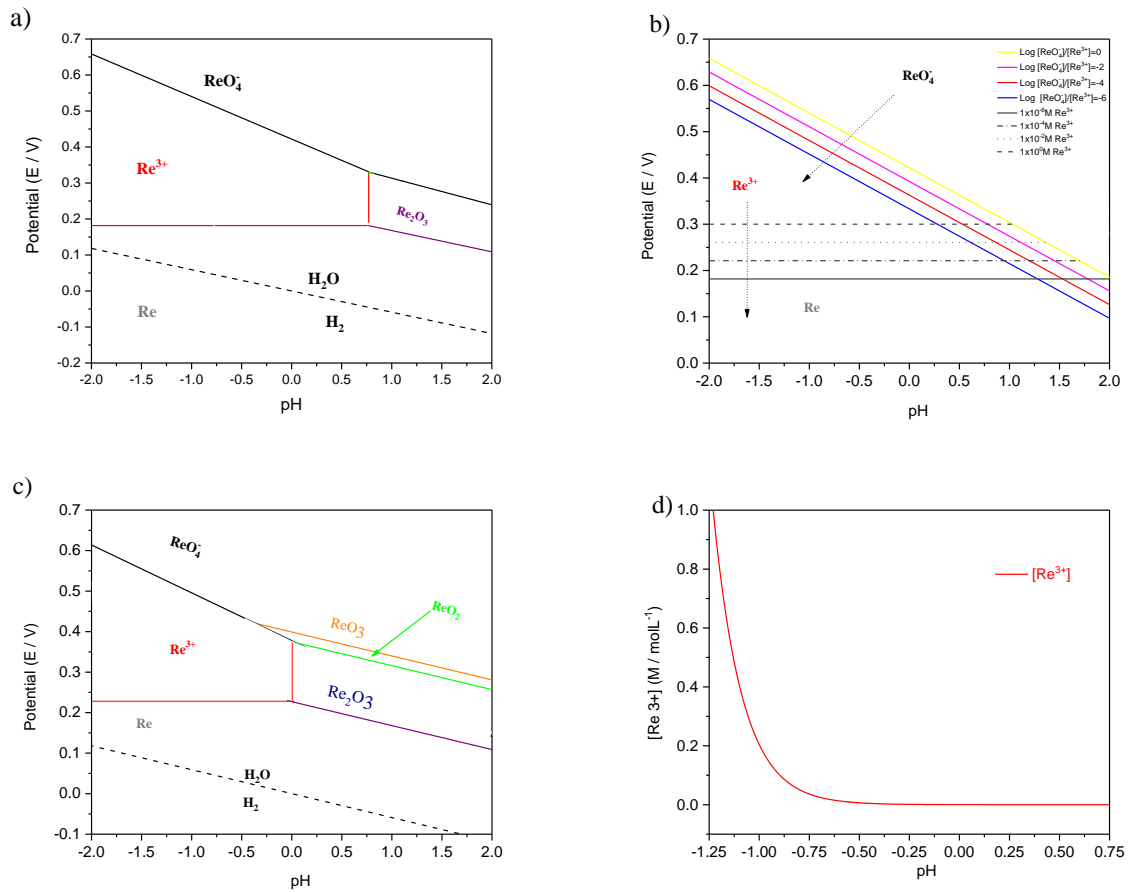 a)
0.7
0.6
0.5
0.4
0.3
0.2
0.1
0.0
-0.1
-0.2
Potential (E / V)
ReO₄⁻
Re³⁺
Re₂O₃
H₂O
Re
H₂
-2.0 -1.5 -1.0 -0.5 0.0 0.5 1.0 1.5 2.0
pH
b)
0.7
0.6
0.5
0.4
0.3
0.2
0.1
0.0
Potential (E / V)
Log [ReO₄⁻]/[Re³⁺]=0
Log [ReO₄⁻]/[Re³⁺]=-2
Log [ReO₄⁻]/[Re³⁺]=-4
Log [ReO₄⁻]/[Re³⁺]=-6
1x10⁻⁶M Re³⁺
1x10⁻⁴M Re³⁺
1x10⁻²M Re³⁺
1x10⁰M Re³⁺
ReO₄⁻
Re³⁺
Re
-2.0 -1.5 -1.0 -0.5 0.0 0.5 1.0 1.5 2.0
pH
c)
0.7
0.6
0.5
0.4
0.3
0.2
0.1
0.0
-0.1
Potential (E / V)
ReO₄⁻
ReO₂
ReO3
Re³⁺
Re₂O3
Re
H₂O
H₂
-2.0 -1.5 -1.0 -0.5 0.0 0.5 1.0 1.5 2.0
pH
d)
1.0
0.8
0.6
0.4
0.2
0.0
[Re 3+] (M / molL⁻¹)
[Re³⁺]
-1.25 -1.00 -0.75 -0.50 -0.25 0.00 0.25 0.50 0.75
pH